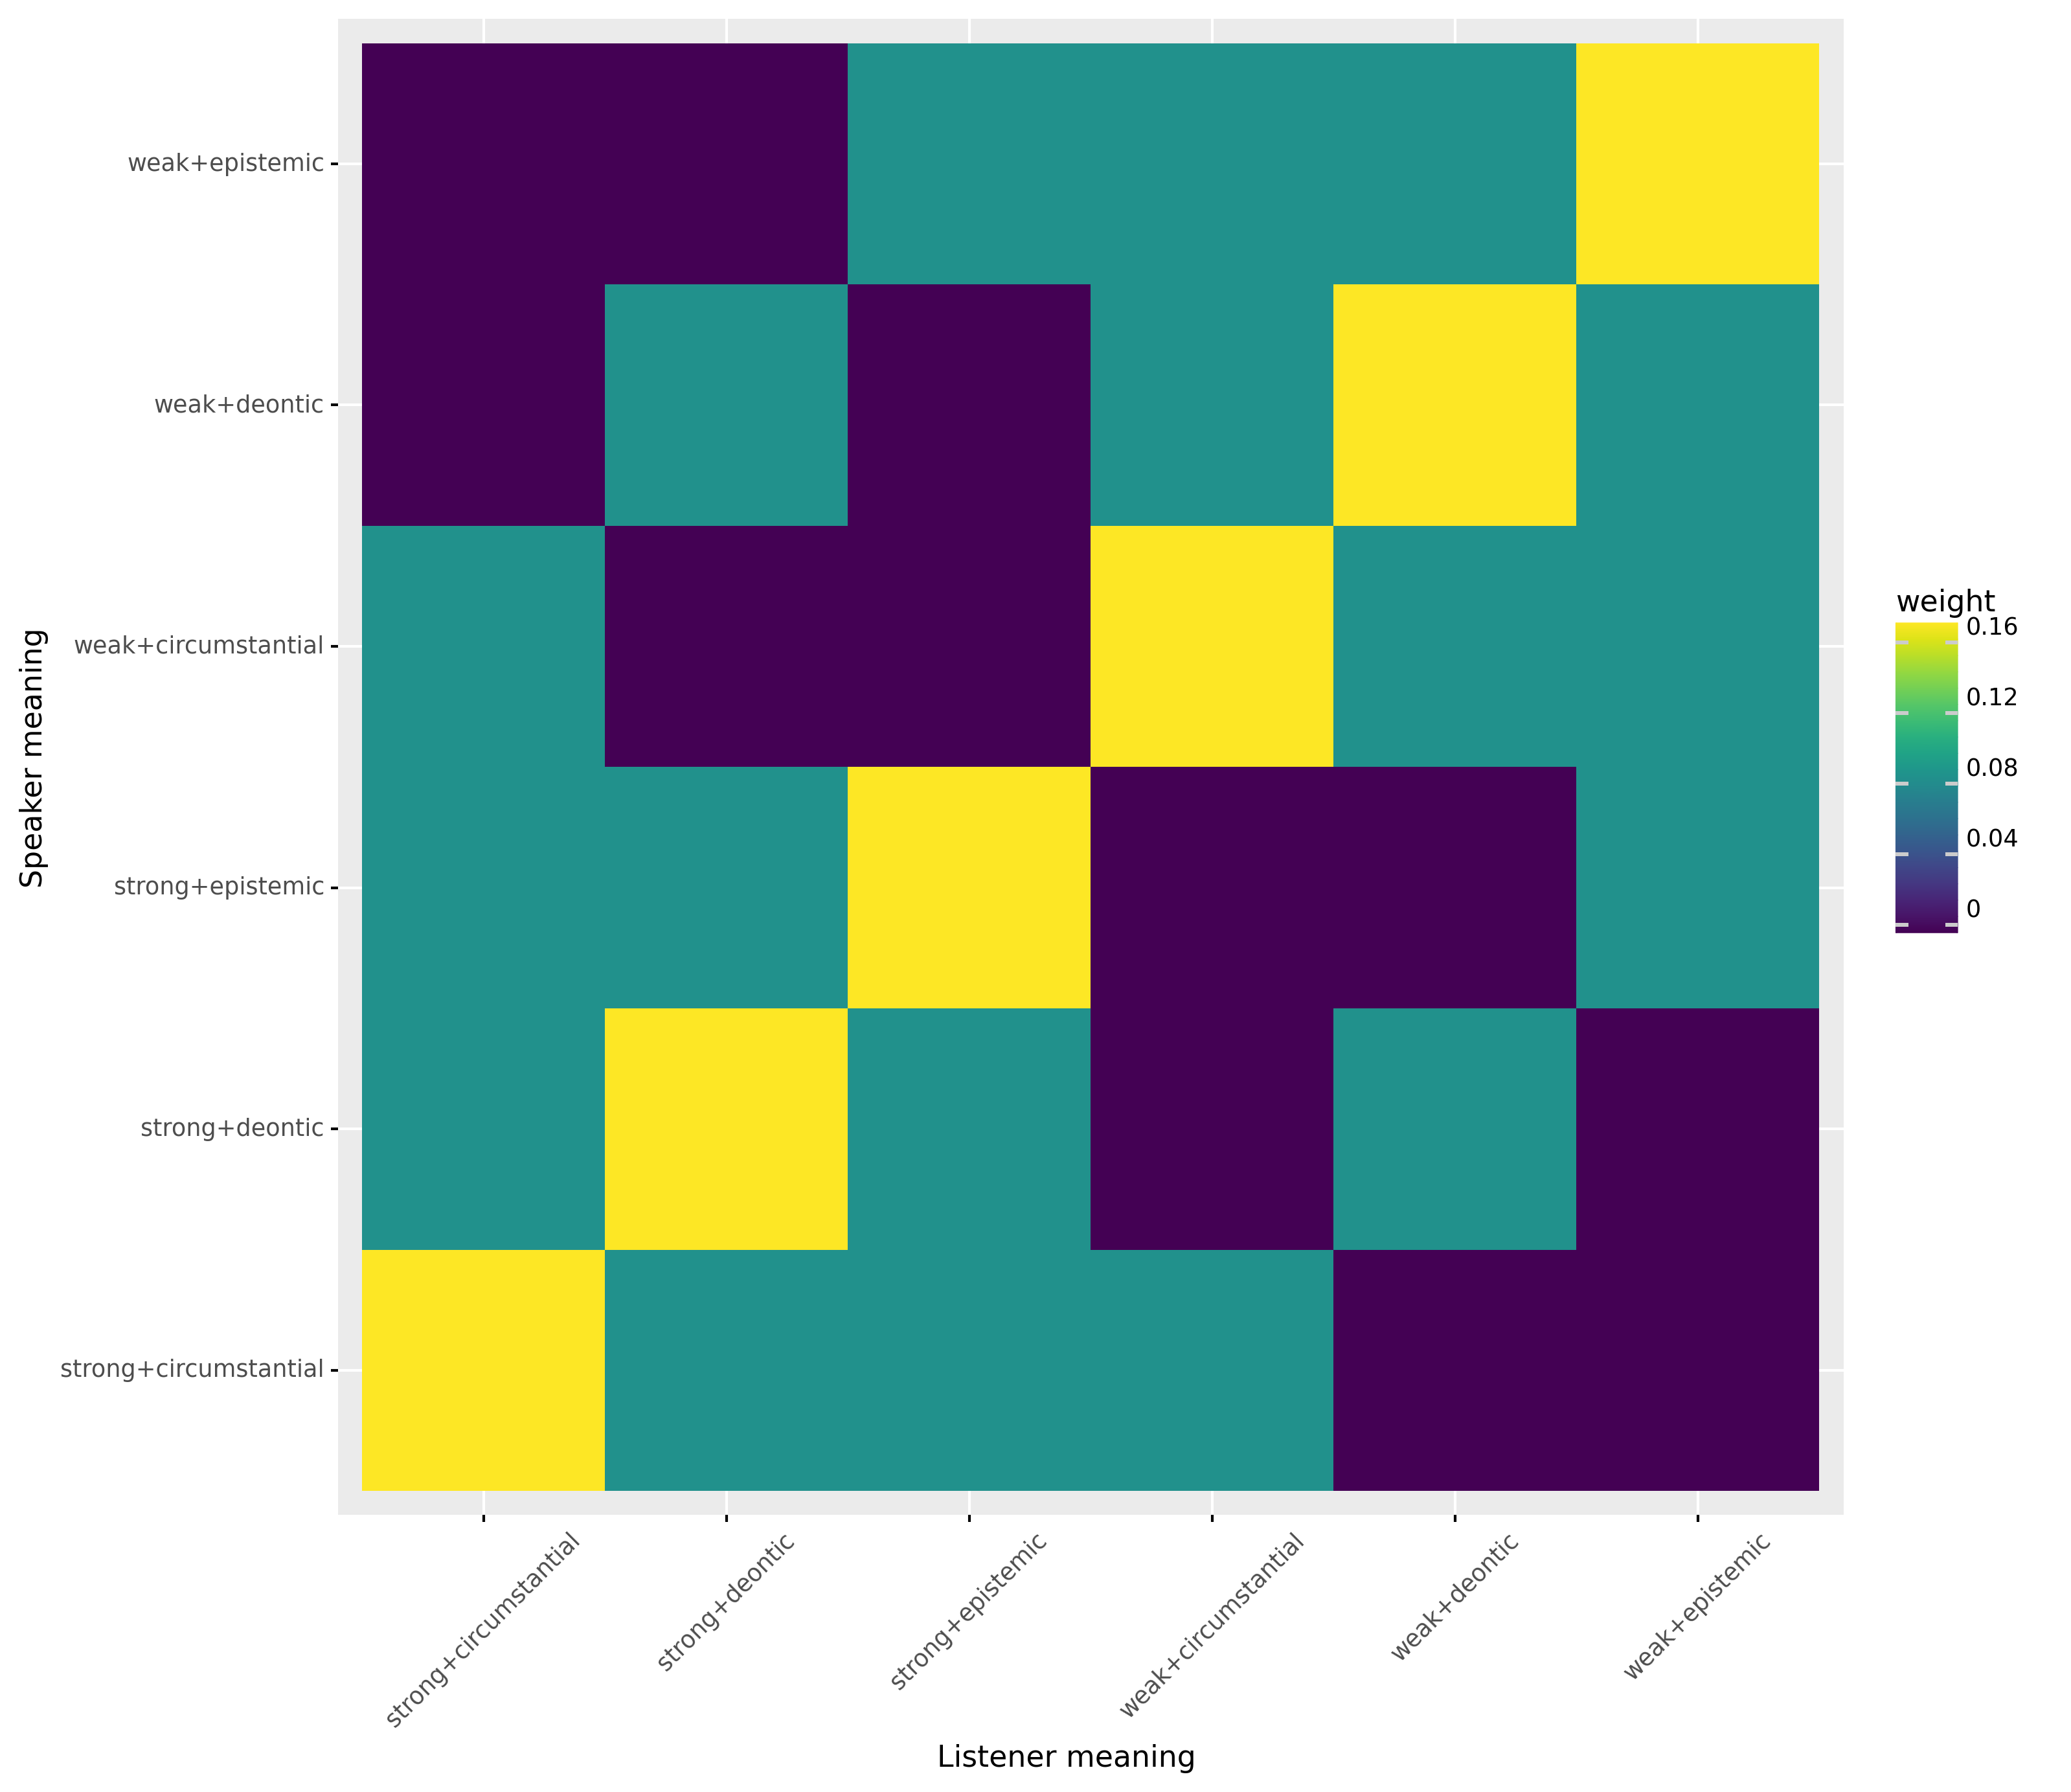 weak+epistemic
weak+deontic
weak+circumstantial
strong+epistemic
strong+deontic
strong+circumstantial
Speaker meaning
strong+circumstantial
strong+deontic
strong+epistemic
weak+circumstantial
weak+deontic
weak+epistemic
Listener meaning
weight
0.16
0.12
0.08
0.04
0